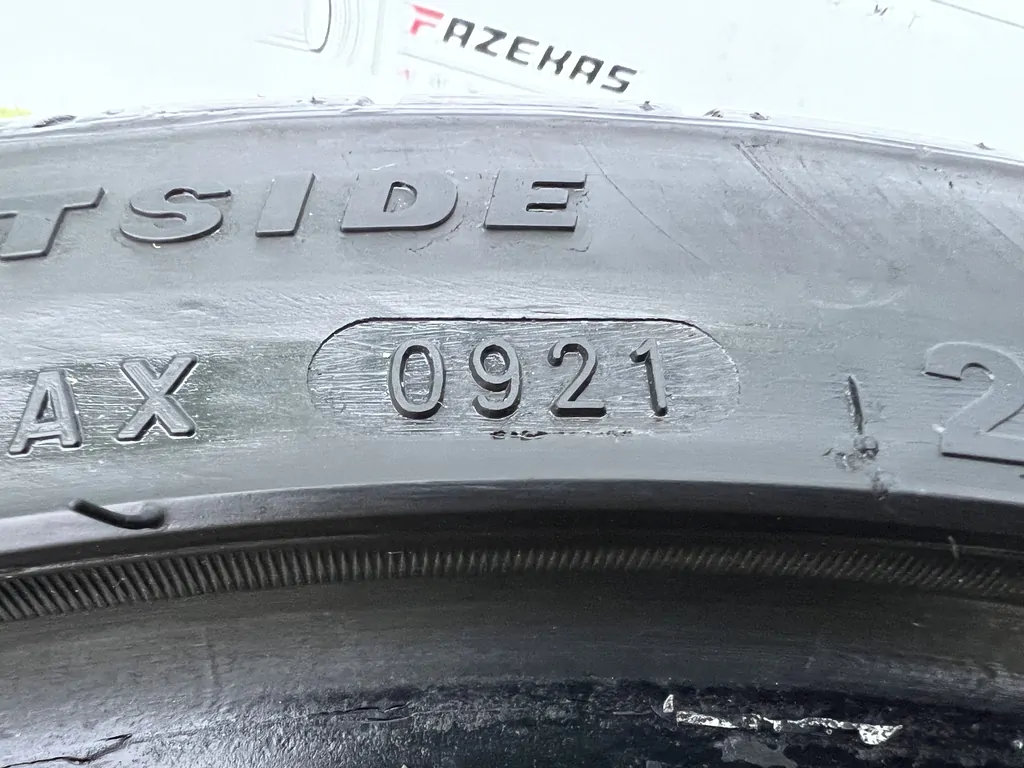 FAZEKAS
TSIDE
AX 0921 2